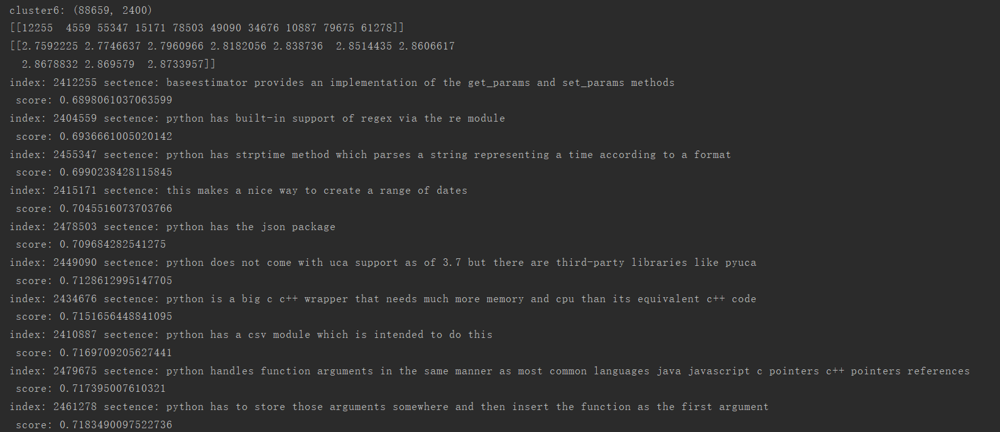 cluster6: (88659, 2400)
[[12255  4559 55347 15171 78503 49090 34676 10887 79675 61278]]
[[2.7592225 2.7746637 2.7960966 2.8182056 2.838736  2.8514435 2.8606617
  2.8678832 2.869579  2.8733957]]
index: 2412255 sectence: baseestimator provides an implementation of the get_params and set_params methods
 score: 0.6898061037063599
index: 2404559 sectence: python has built-in support of regex via the re module
 score: 0.6936661005020142
index: 2455347 sectence: python has strptime method which parses a string representing a time according to a format
 score: 0.6990238428115845
index: 2415171 sectence: this makes a nice way to create a range of dates
 score: 0.7045516073703766
index: 2478503 sectence: python has the json package
 score: 0.709684282541275
index: 2449090 sectence: python does not come with uca support as of 3.7 but there are third-party libraries like pyuca
 score: 0.7128612995147705
index: 2434676 sectence: python is a big c c++ wrapper that needs much more memory and cpu than its equivalent c++ code
 score: 0.7151656448841095
index: 2410887 sectence: python has a csv module which is intended to do this
 score: 0.7169709205627441
index: 2479675 sectence: python handles function arguments in the same manner as most common languages java javascript c pointers c++ pointers references
 score: 0.717395007610321
index: 2461278 sectence: python has to store those arguments somewhere and then insert the function as the first argument
 score: 0.7183490097522736